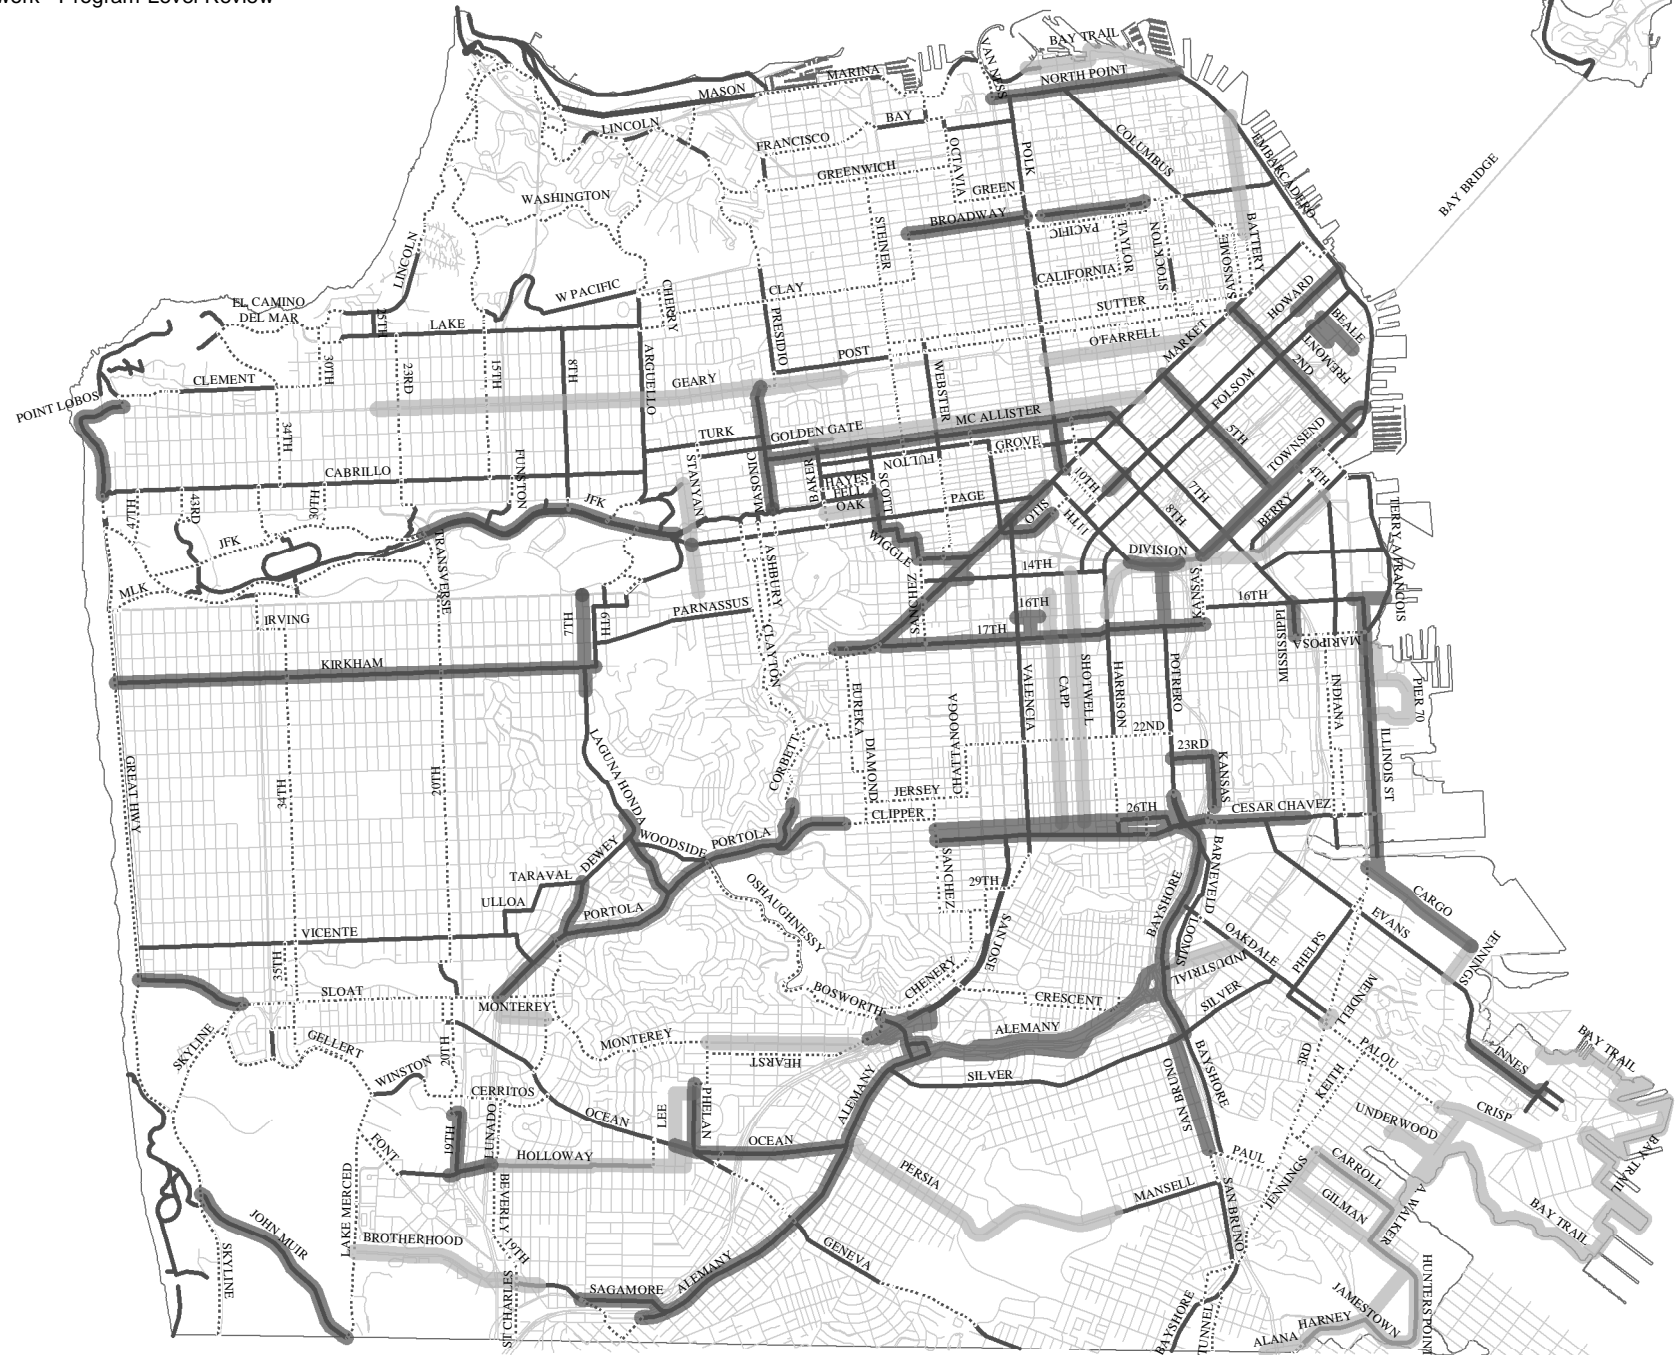 work - Program-Level Review
BAY TRAIL
VAN NESS
NORTH POINT
MARINA
MASON
LINCOLN
BAY
FRANCISCO
COLUMBUS
OCTAVIA
POLK
EMBARCADERO
GREENWICH
WASHINGTON
GREEN
BAY BRIDGE
BROADWAY
STEINER
PACIFIC
TAYLOR
STOCKTON
SANSOME
BATTERY
LINCOLN
CALIFORNIA
W PACIFIC
CHERRY
CLAY
EL CAMINO
DEL MAR
25TH
LAKE
PRESIDIO
SUTTER
HOWARD
BEALE
O'FARRELL
MARKET
FREMONT
2ND
30TH
23RD
15TH
8TH
ARGUELLO
POST
CLEMENT
GEARY
WEBSTER
FOLSOM
POINT LOBOS
34TH
MC ALLISTER
TURK
GOLDEN GATE
5TH
TOWNSEND
GROVE
FULTON
CABRILLO
FUNSTON
STANYAN
MASONIC
BAKER
HAYES
FELL
OAK
SCOTT
PAGE
10TH
7TH
4TH
47TH
43RD
30TH
JFK
OTIS
11TH
8TH
BERRY
TERRY A FRANCOIS
JFK
TRANSVERSE
WIGGLE
DIVISION
ASHBURY
14TH
MLK
SANCHEZ
KANSAS
16TH
16TH
PARNASSUS
IRVING
7TH
6TH
17TH
MISSISSIPPI
MARIPOSA
CLAYTON
KIRKHAM
EUREKA
VALENCIA
CAPP
SHOTWELL
HARRISON
POTRERO
INDIANA
PIER 70
CHATTANOOGA
22ND
23RD
KANSAS
ILLINOIS ST
LAGUNA HONDA
CORBETT
DIAMOND
GREAT HWY
34TH
20TH
JERSEY
CLIPPER
26TH
CESAR CHAVEZ
WOODSIDE
PORTOLA
DEWEY
TARAVAL
SANCHEZ
BARNEVELD
29TH
OSHAUGHNESSY
ULLOA
PORTOLA
CARGO
BAYSHORE
EVANS
LOOMIS
OAKDALE
PHELPS
VICENTE
SAN JOSE
JENNINGS
35TH
CHENERY
INDUSTRIAL
MENDELL
SLOAT
BOSWORTH
CRESCENT
SILVER
MONTEREY
SKYLINE
GELLERT
MONTEREY
ALEMANY
BAY TRAIL
20TH
HEARST
3RD
PALOU
INNES
WINSTON
SILVER
BAYSHORE
KEITH
CERRITOS
SAN BRUNO
LEE
PHELAN
ALEMANY
UNDERWOOD
CRISP
OCEAN
FONT
19TH
JUNADO
OCEAN
BAY TRAIL
HOLLOWAY
PAUL
CARROLL
PERSIA
MANSELL
JENNINGS
GILMAN
A WALKER
BAY TRAIL
LAKE MERCED
BEVERLY
SAN BRUNO
JOHN MUIR
BROTHERHOOD
19TH
SKYLINE
GENEVA
ALEMANY
SAGAMORE
ST CHARLES
HUNTERS POINT
JAMESTOWN
HARNEY
ALANA
BAYSHORE
TUNNEL